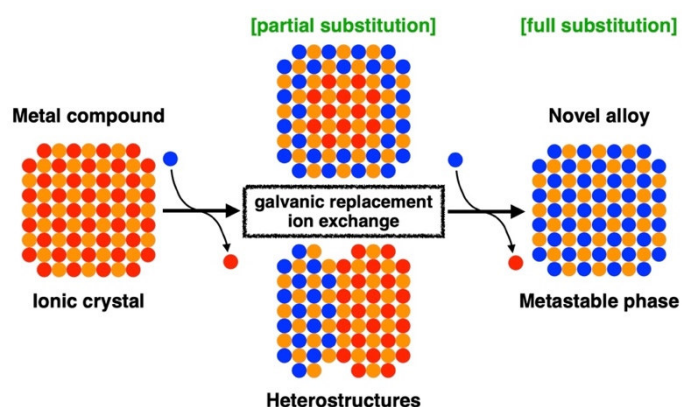 [partial substitution]
[full substitution]
Metal compound
Novel alloy
galvanic replacement
ion exchange
Ionic crystal
Metastable phase
Heterostructures